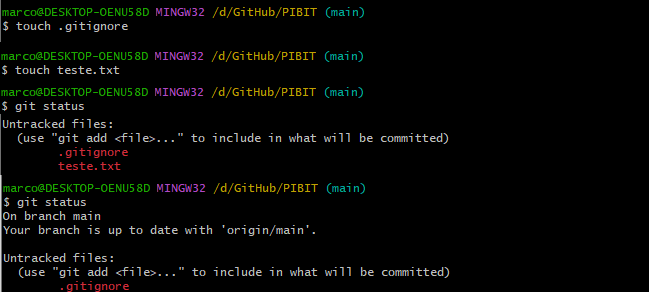 marco@DESKTOP-OENU58D MINGW32 /d/GitHub/PIBIT (main)
$ touch .gitignore
marco@DESKTOP-OENU58D MINGW32 /d/GitHub/PIBIT (main)
$ touch teste.txt
marco@DESKTOP-OENU58D MINGW32 /d/GitHub/PIBIT (main)
$ git status
Untracked files:
  (use "git add <file>..." to include in what will be committed)
        .gitignore
        teste.txt
marco@DESKTOP-OENU58D MINGW32 /d/GitHub/PIBIT (main)
$ git status
On branch main
Your branch is up to date with 'origin/main'.

Untracked files:
  (use "git add <file>..." to include in what will be committed)
        .gitignore